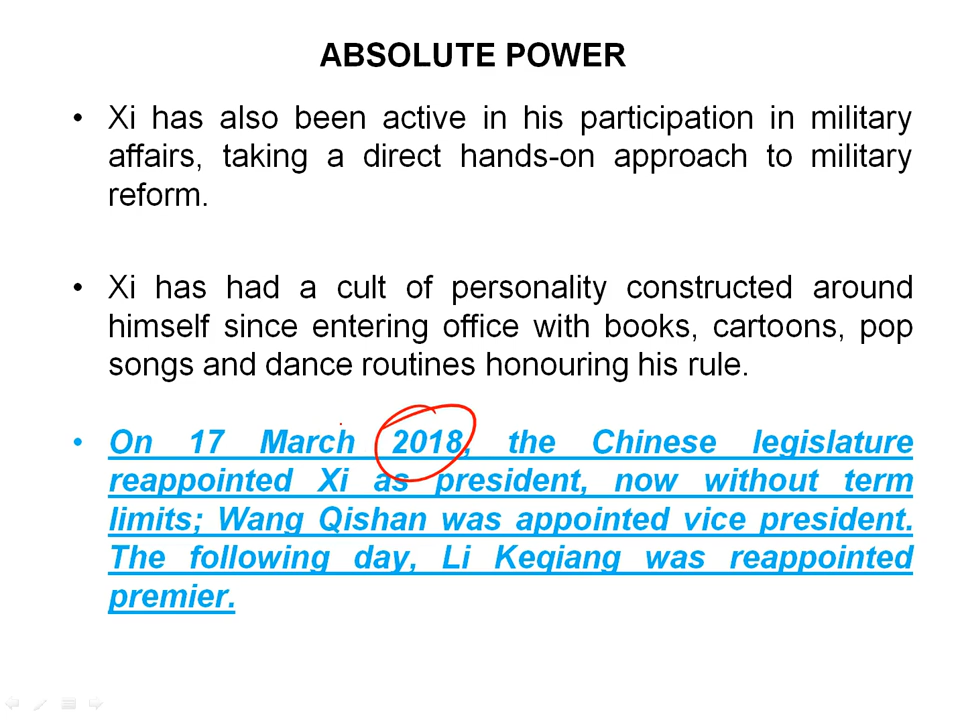 ABSOLUTE POWER
• Xi has also been active in his participation in military
affairs, taking a direct hands-on approach to military
reform.
• Xi has had a cult of personality constructed around
himself since entering office with books, cartoons, pop
songs and dance routines honouring his rule.
• On 17 March 2018, the Chinese legislature
reappointed Xi as president, now without term
limits; Wang Qishan was appointed vice president.
The following day, Li Keqiang was reappointed
premier.